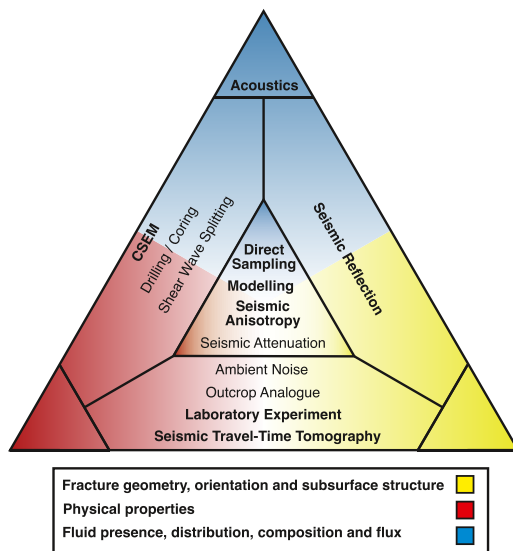 Acoustics
CSEM
Drilling / Coring
Shear Wave Splitting
Seismic Reflection
Direct
Sampling
Modelling
Seismic
Anisotropy
Seismic Attenuation
Ambient Noise
Outcrop Analogue
Laboratory Experiment
Seismic Travel-Time Tomography
Fracture geometry, orientation and subsurface structure
Physical properties
Fluid presence, distribution, composition and flux